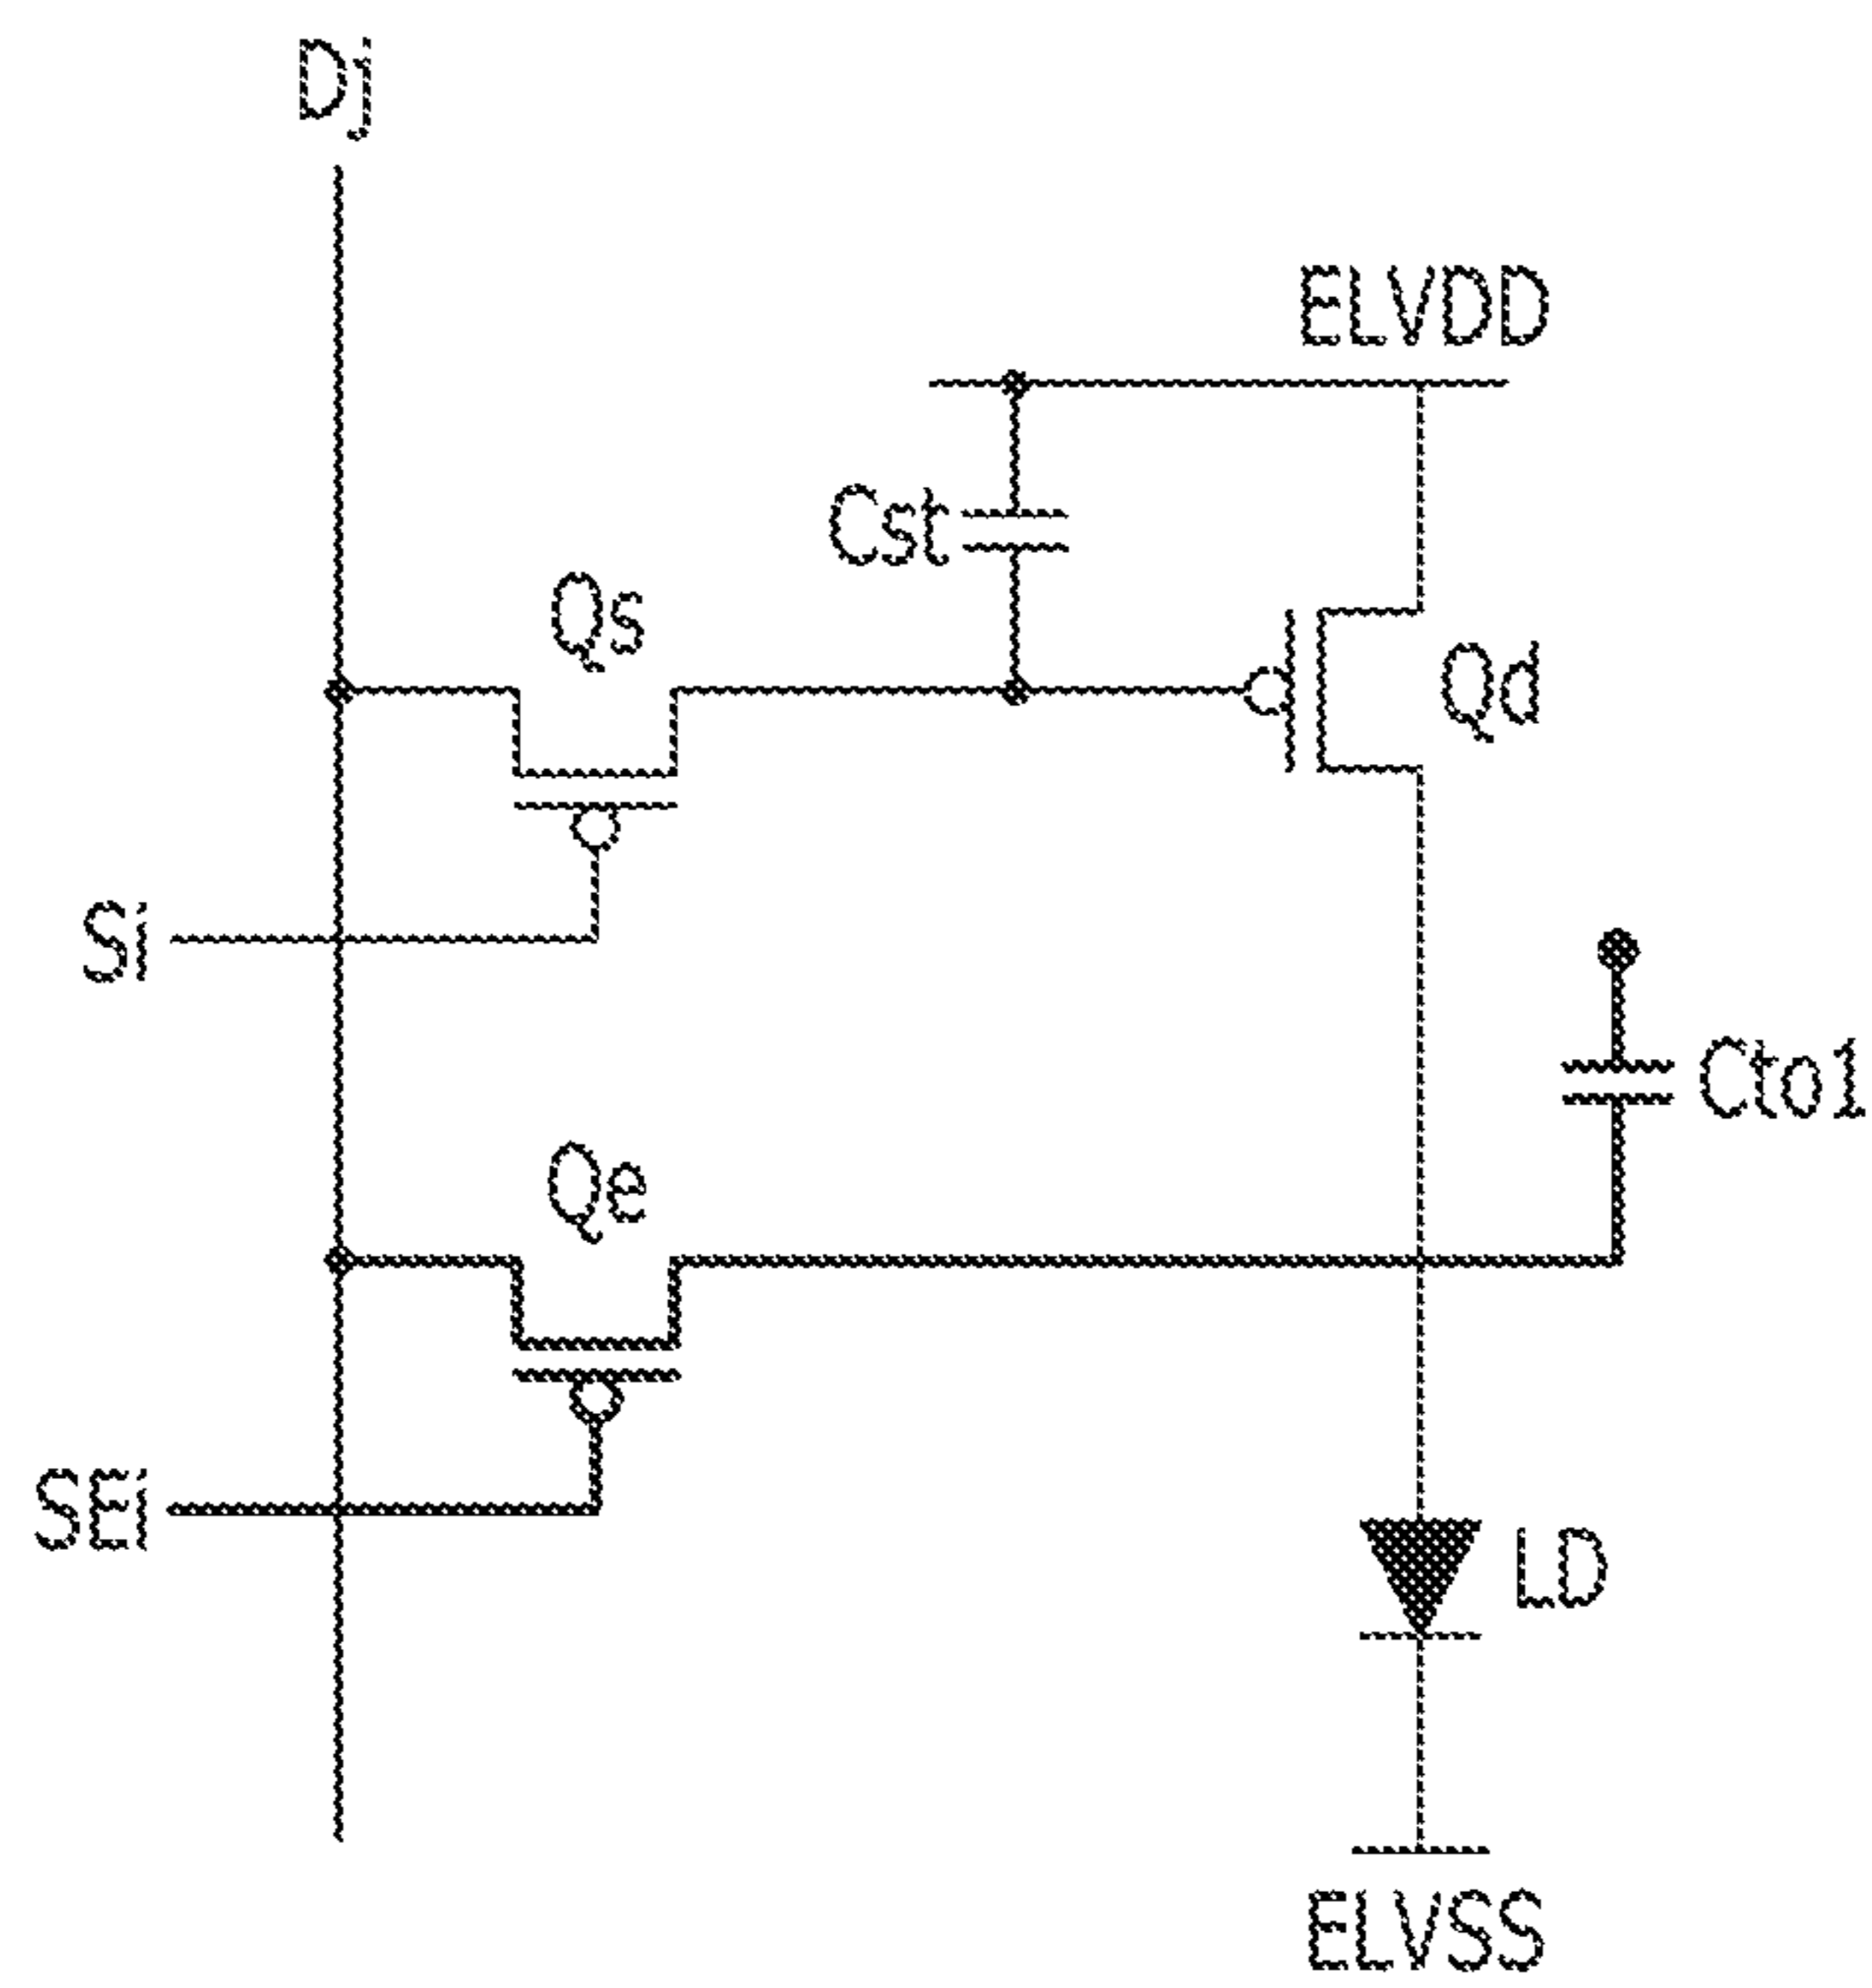 Dj
ELVDD
Cst
Qs
Qd
Si
Cto1
Qe
SEi
LD
ELVSS